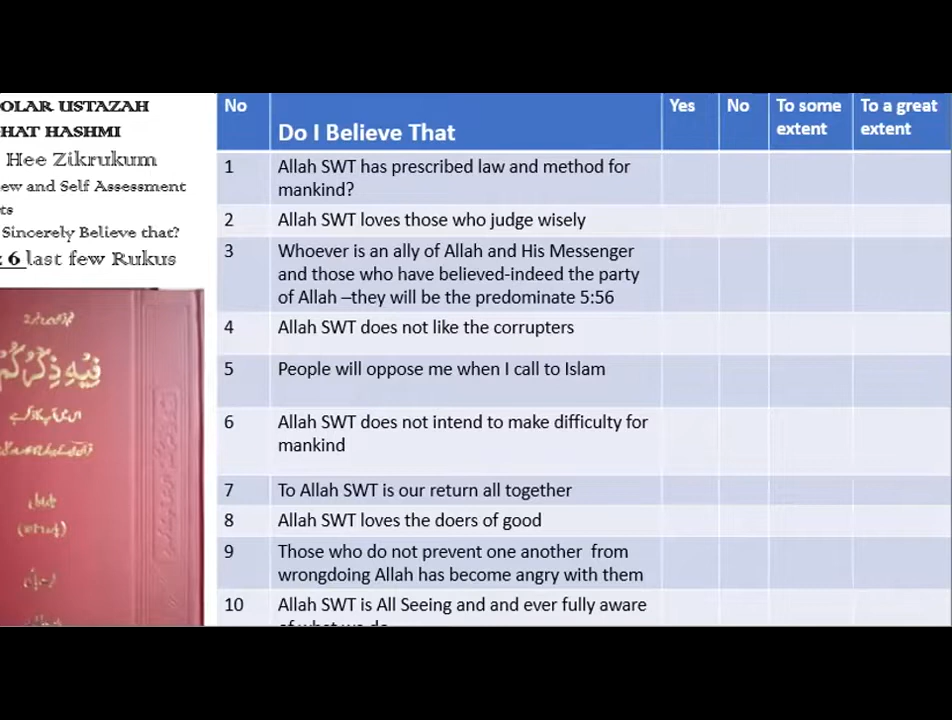 OLAR USTAZAH
HAT HASHMI
Hee Zikrukum
ew and Self Assessment
ts
Sincerely Believe that?
6 last few Rukus
فِيْهِ ذِكْرُكُمْ
No Do I Believe That Yes No To some extent To a great extent
1 Allah SWT has prescribed law and method for
mankind?
2 Allah SWT loves those who judge wisely
3 Whoever is an ally of Allah and His Messenger
and those who have believed-indeed the party
of Allah –they will be the predominate 5:56
4 Allah SWT does not like the corrupters
5 People will oppose me when I call to Islam
6 Allah SWT does not intend to make difficulty for
mankind
7 To Allah SWT is our return all together
8 Allah SWT loves the doers of good
9 Those who do not prevent one another from
wrongdoing Allah has become angry with them
10 Allah SWT is All Seeing and and ever fully aware
of what we do